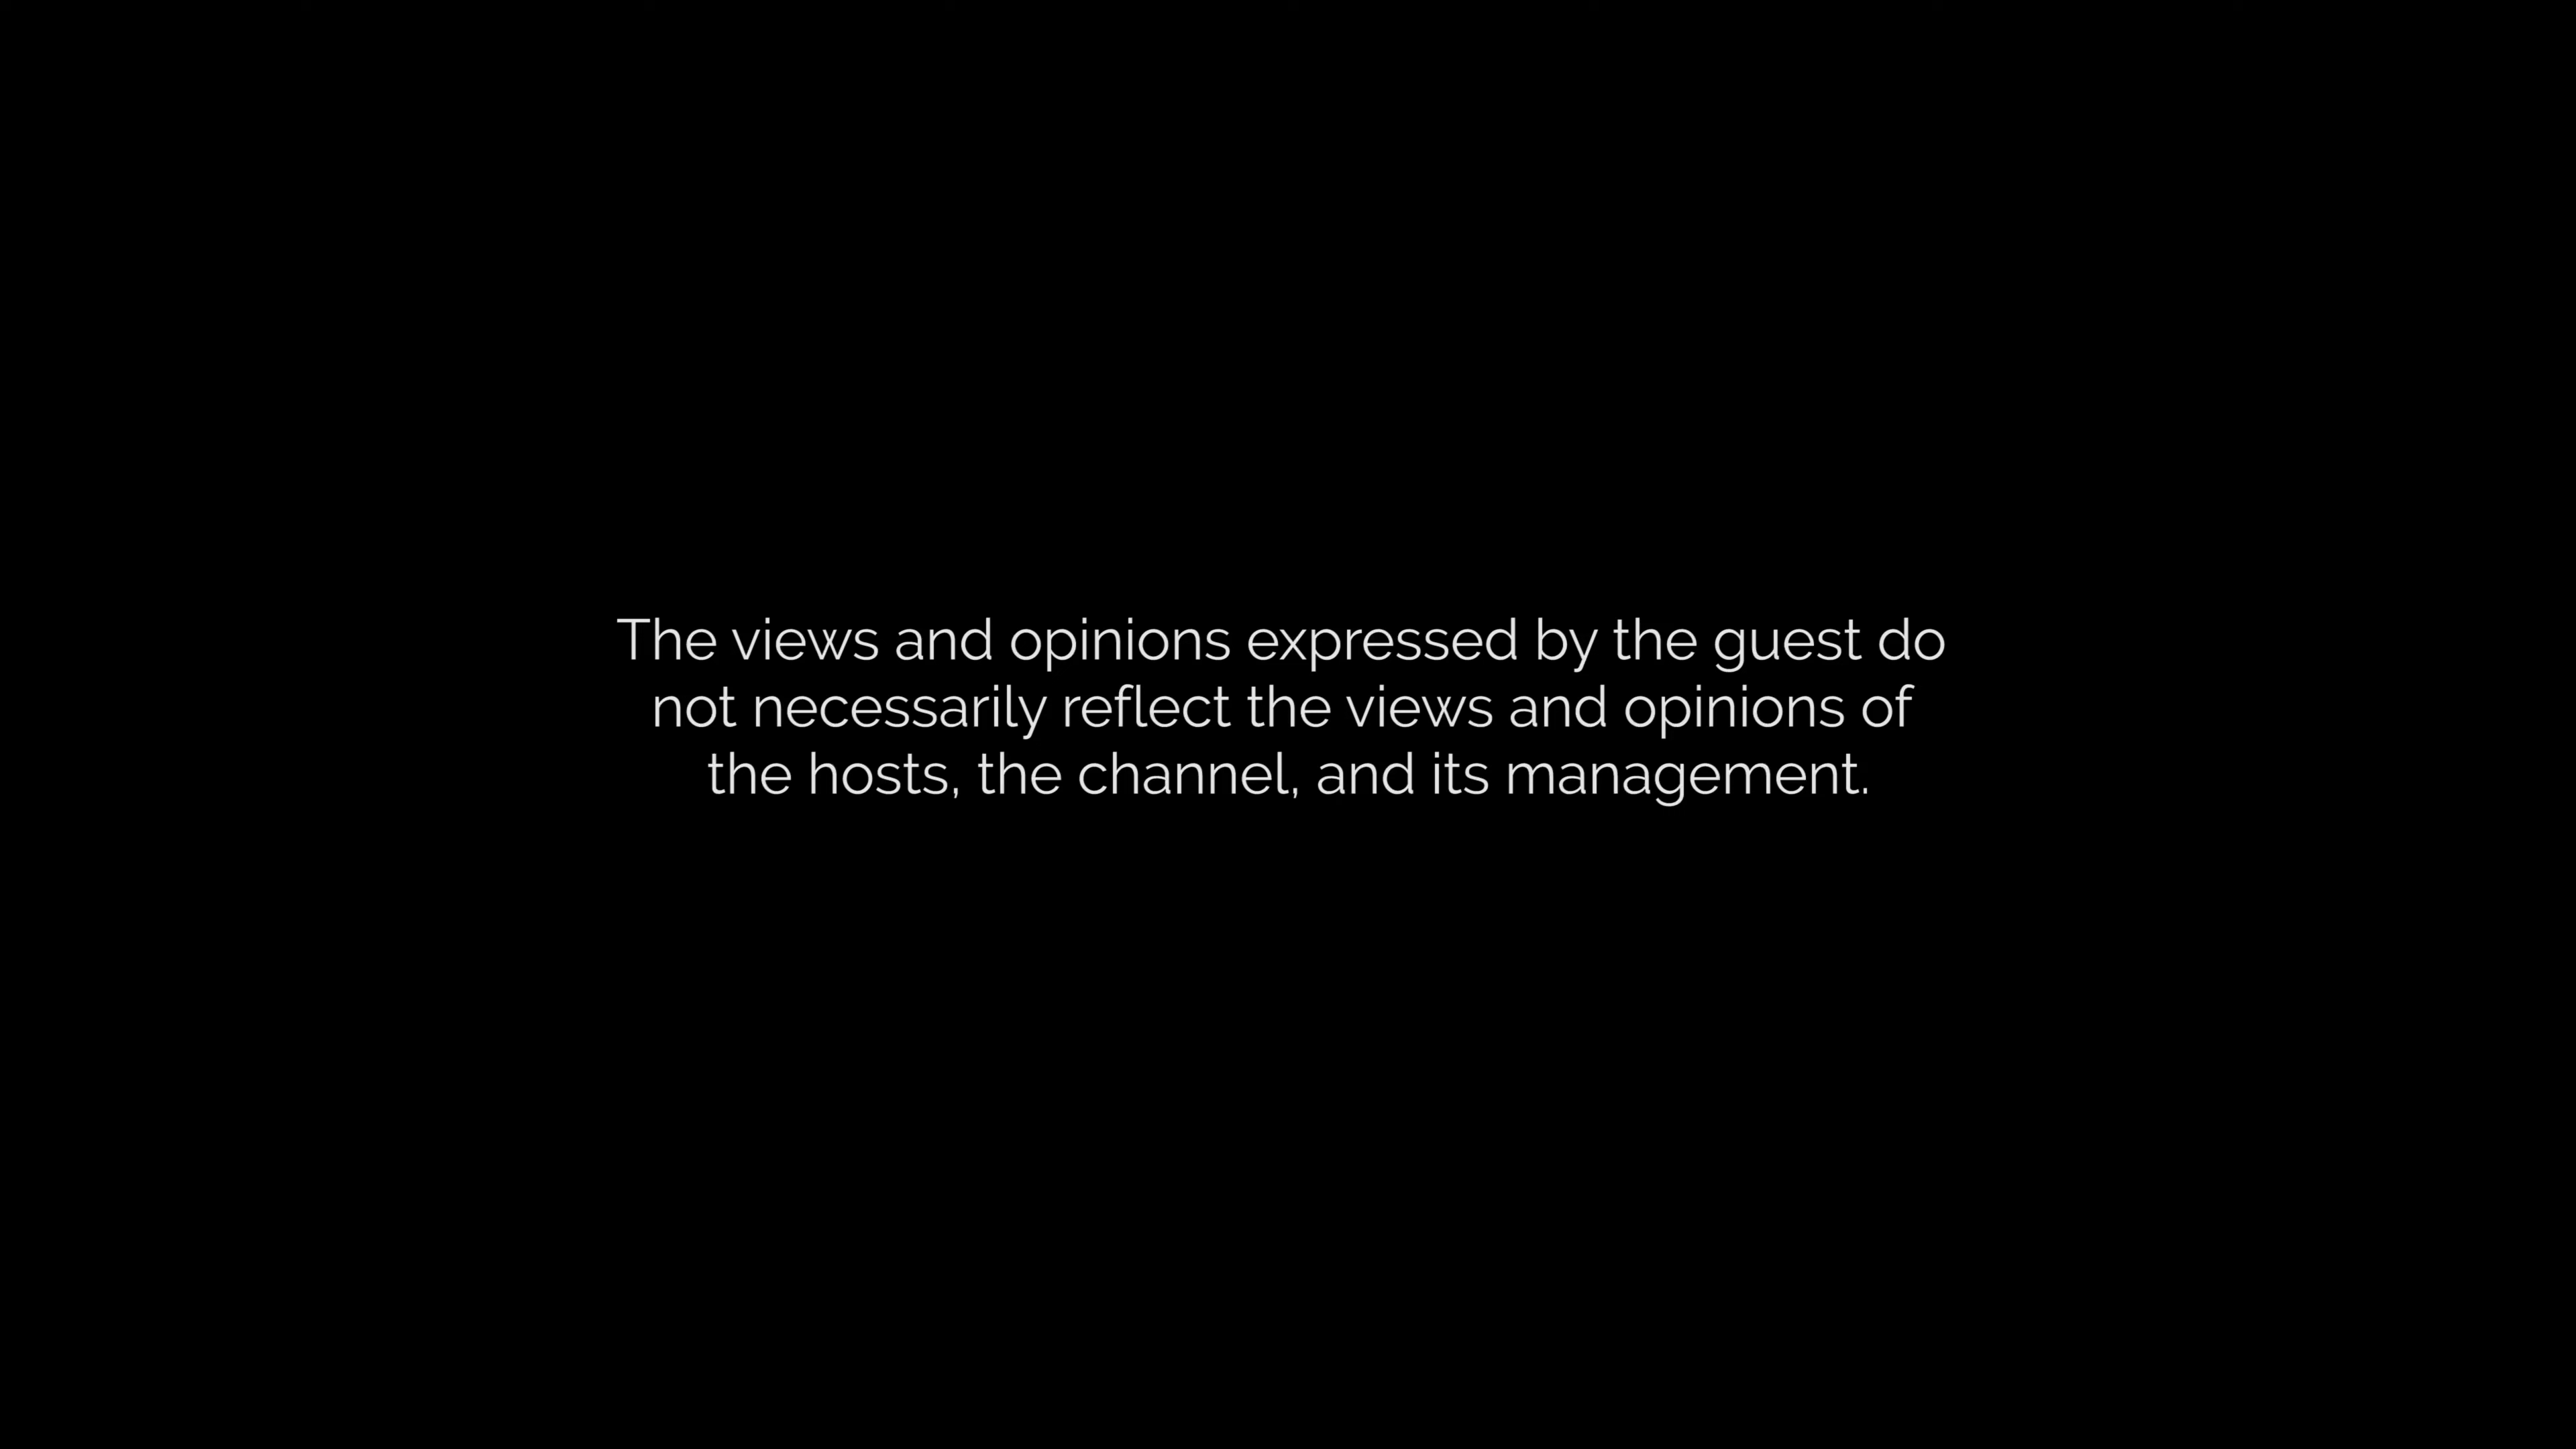 The views and opinions expressed by the guest do
not necessarily reflect the views and opinions of
the hosts, the channel, and its management.